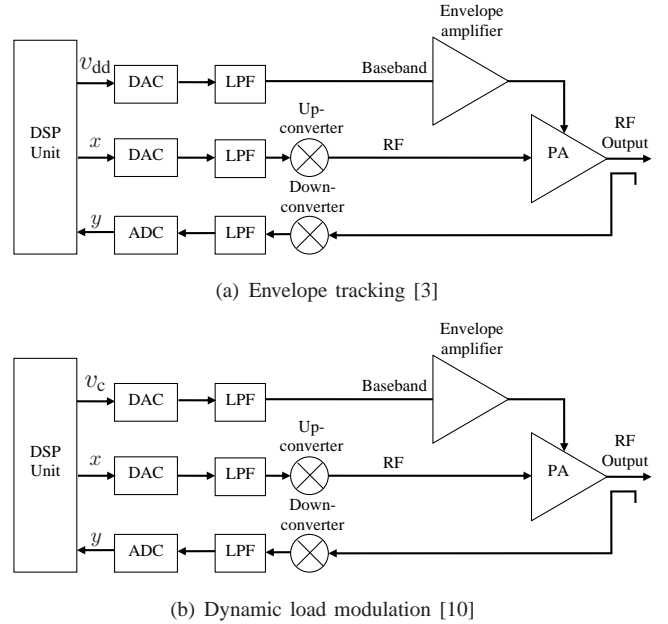 Envelope
amplifier
v_dd
DAC
LPF
Baseband
DSP
Unit
Up-
converter
RF
Output
x
DAC
LPF
RF
PA
Down-
converter
y
ADC
LPF
(a) Envelope tracking [3]
Envelope
amplifier
v_c
DAC
LPF
Baseband
DSP
Unit
Up-
converter
RF
Output
x
DAC
LPF
RF
PA
Down-
converter
y
ADC
LPF
(b) Dynamic load modulation [10]